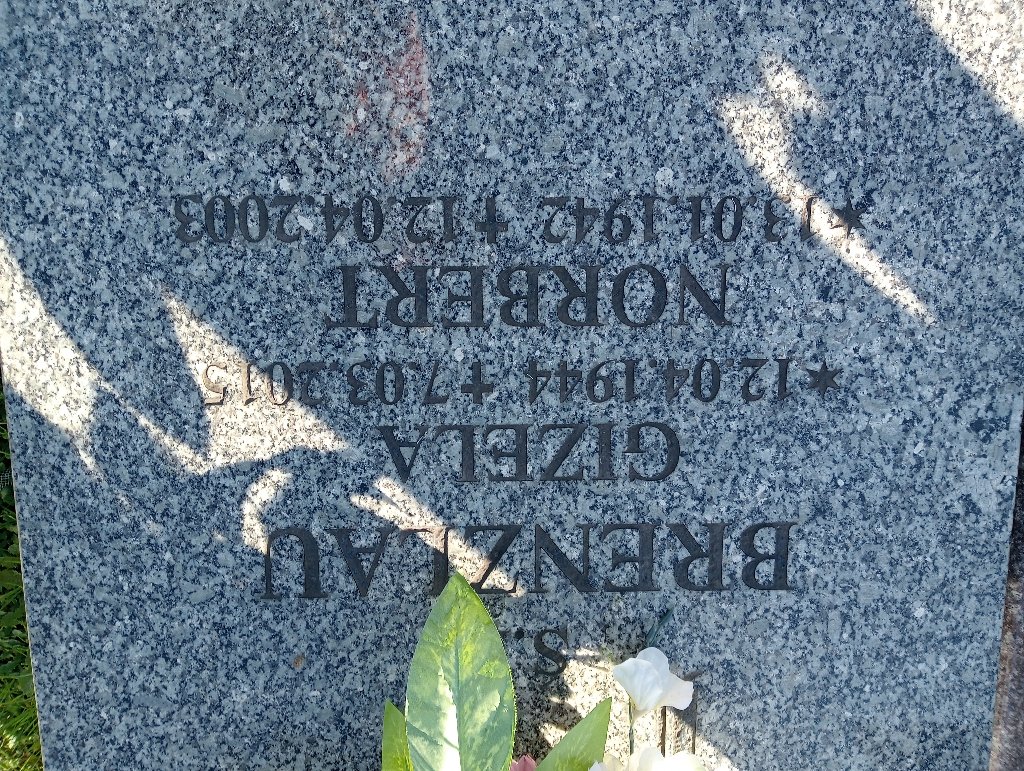 S.
BRENZLAU
GIZELA
*12.04.1944 +7.03.2015
NORBERT
*13.01.1942 +12.04.2003